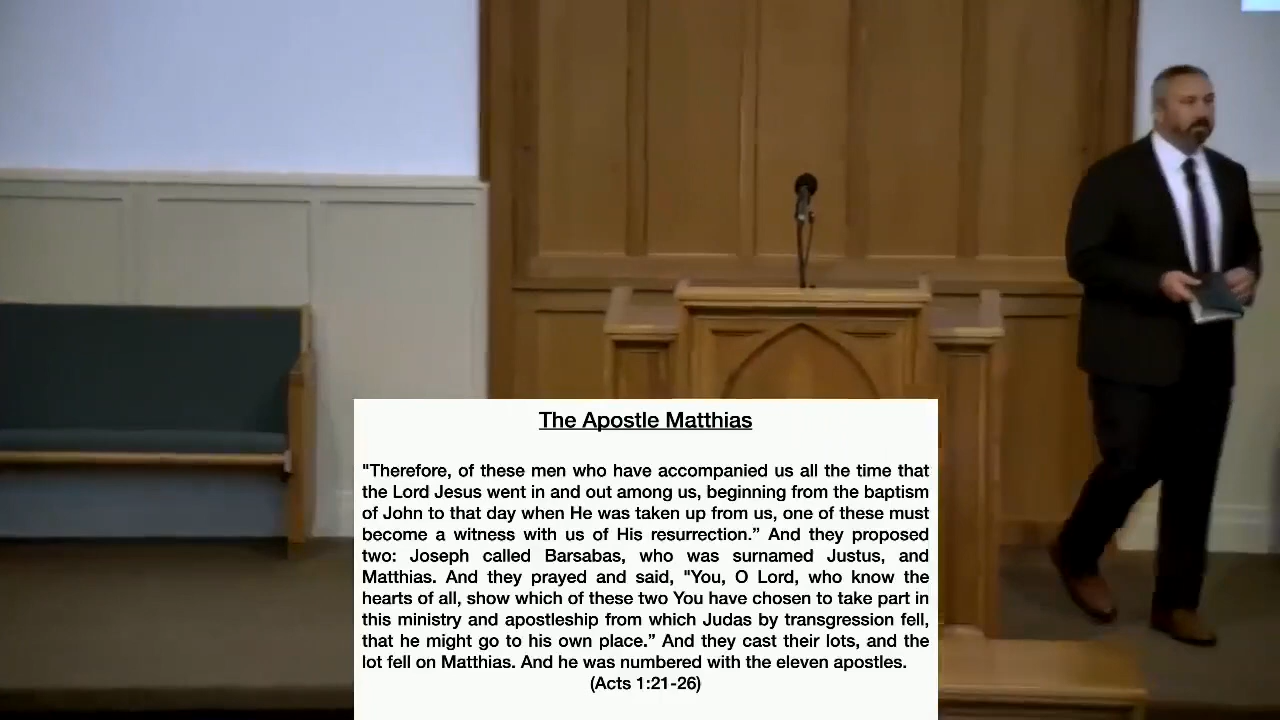 The Apostle Matthias
"Therefore, of these men who have accompanied us all the time that
the Lord Jesus went in and out among us, beginning from the baptism
of John to that day when He was taken up from us, one of these must
become a witness with us of His resurrection.” And they proposed
two: Joseph called Barsabas, who was surnamed Justus, and
Matthias. And they prayed and said, "You, O Lord, who know the
hearts of all, show which of these two You have chosen to take part in
this ministry and apostleship from which Judas by transgression fell,
that he might go to his own place.” And they cast their lots, and the
lot fell on Matthias. And he was numbered with the eleven apostles.
(Acts 1:21-26)